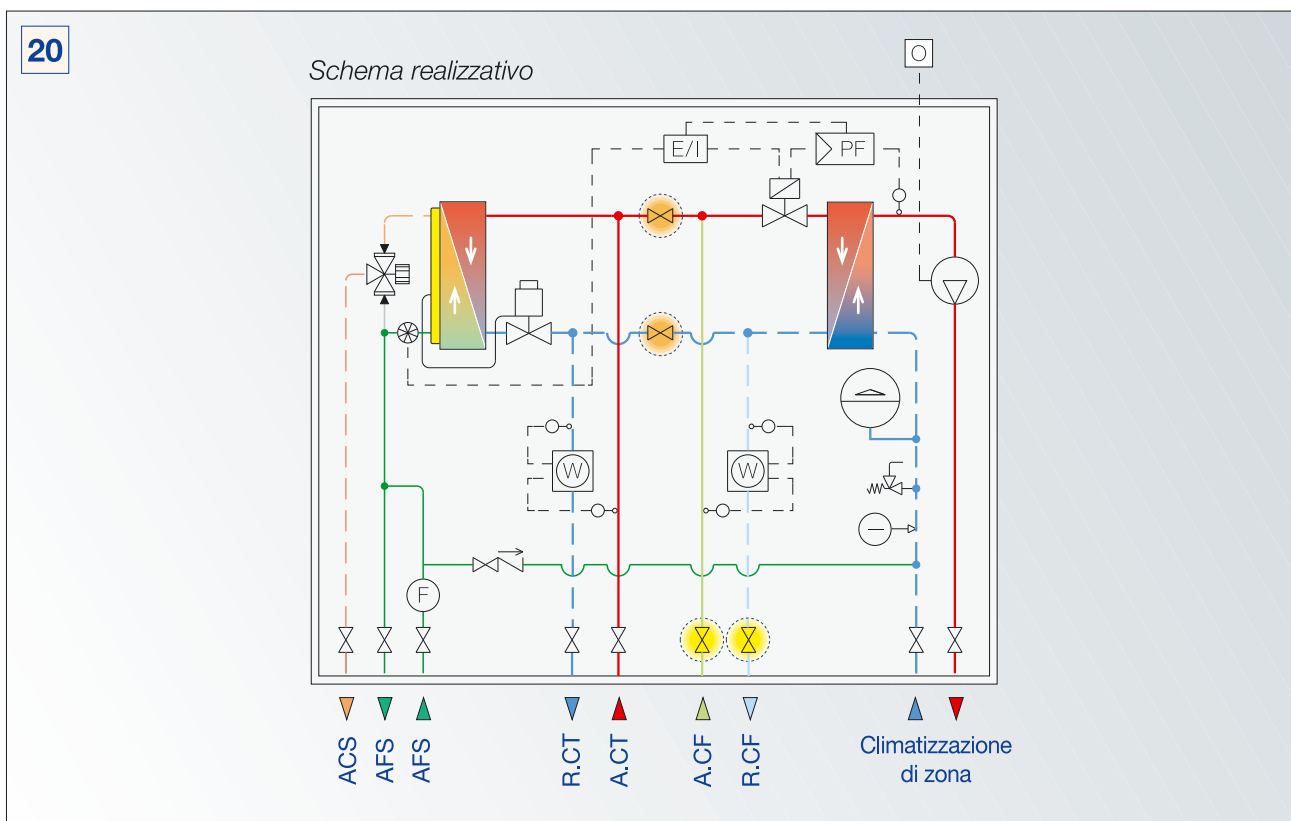 20
Schema realizzativo
O
E/I
PF
W
W
F
ACS
AFS
AFS
R.CT
A.CT
A.CF
R.CF
Climatizzazione
di zona